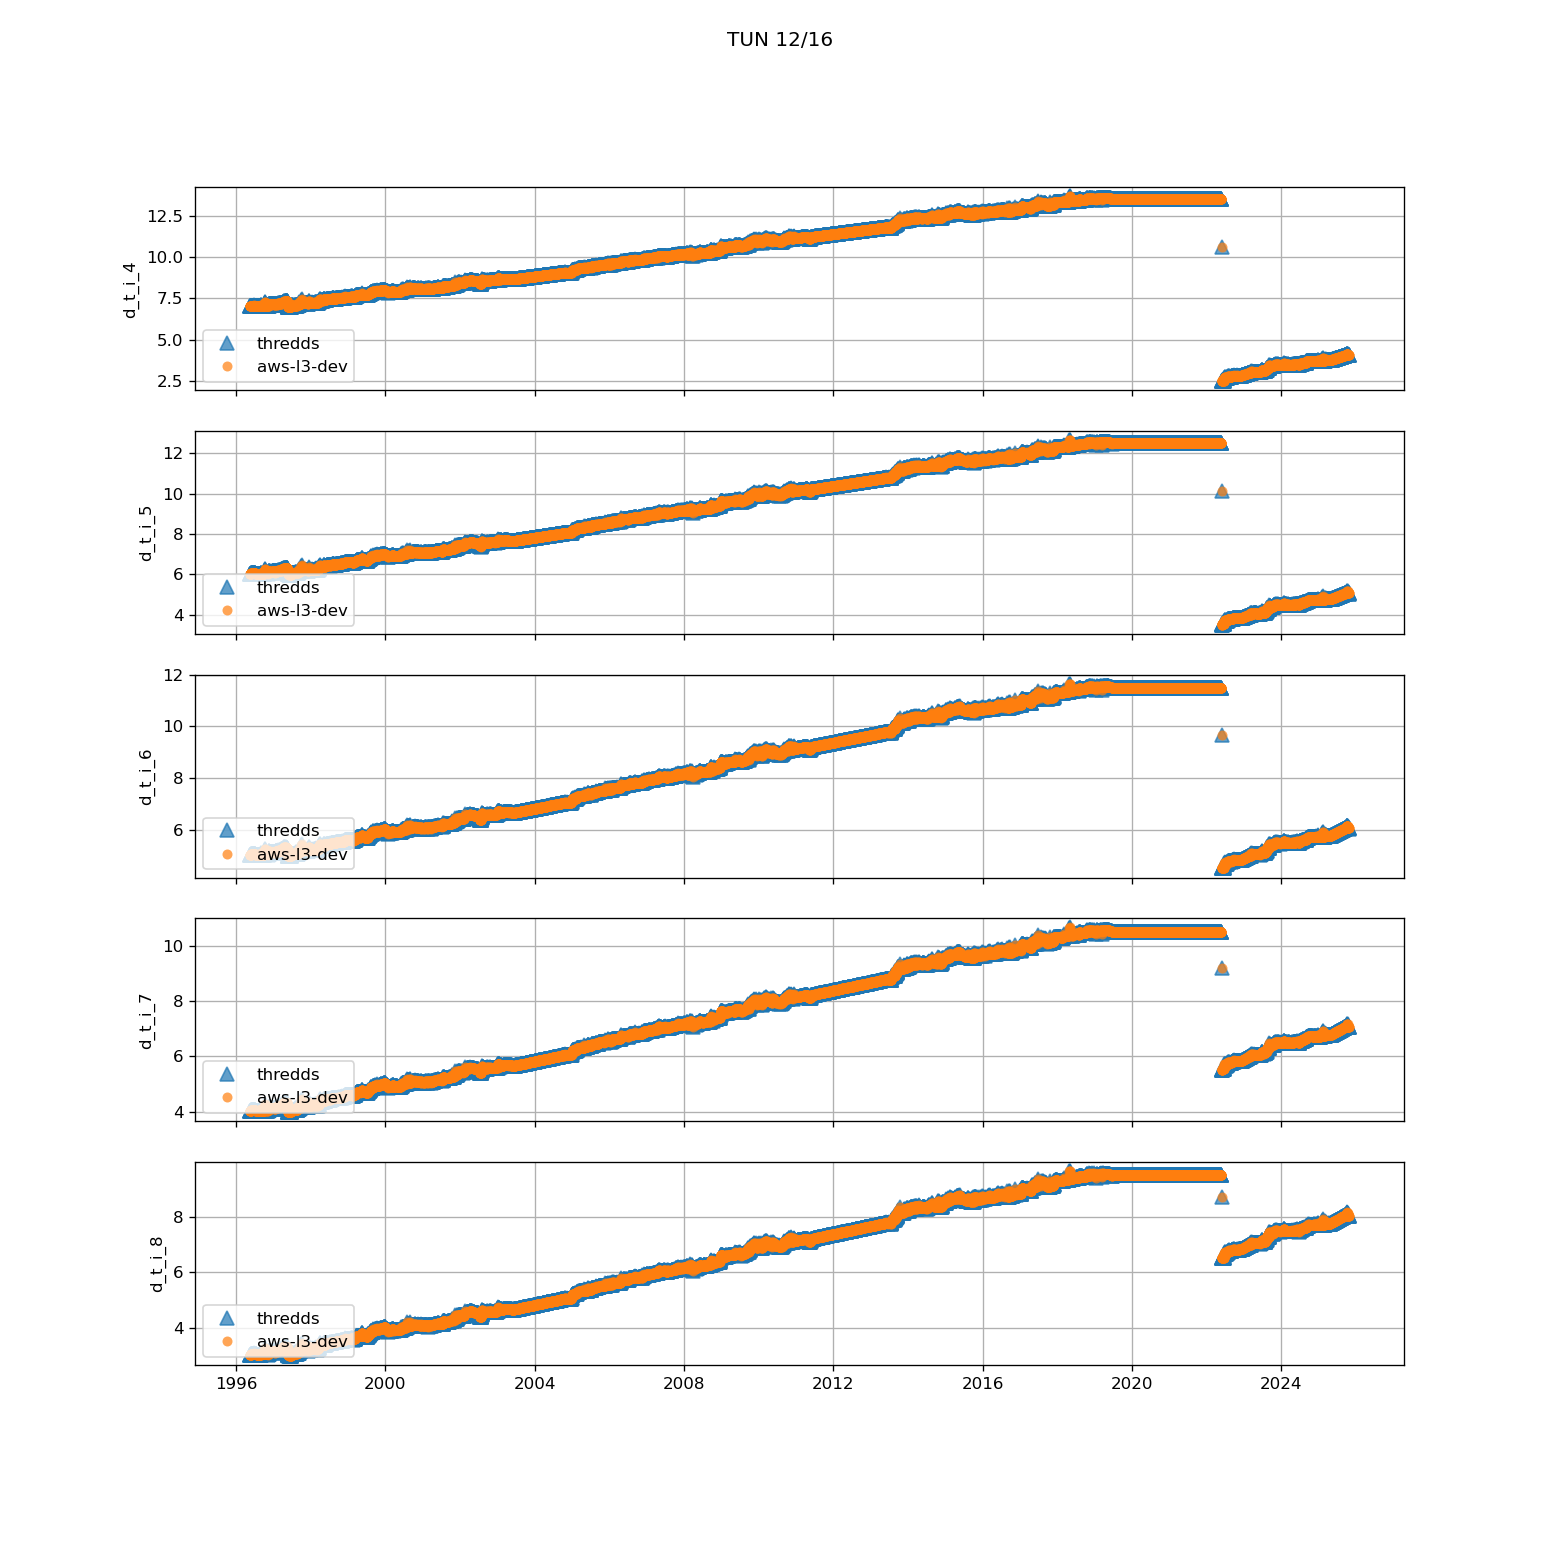 TUN 12/16
12.5
10.0
7.5
5.0
2.5
d_t_i_4
thredds
aws-l3-dev
12
10
8
6
4
d_t_i_5
thredds
aws-l3-dev
12
10
8
6
d_t_i_6
thredds
aws-l3-dev
10
8
6
4
d_t_i_7
thredds
aws-l3-dev
8
6
4
d_t_i_8
thredds
aws-l3-dev
1996 2000 2004 2008 2012 2016 2020 2024